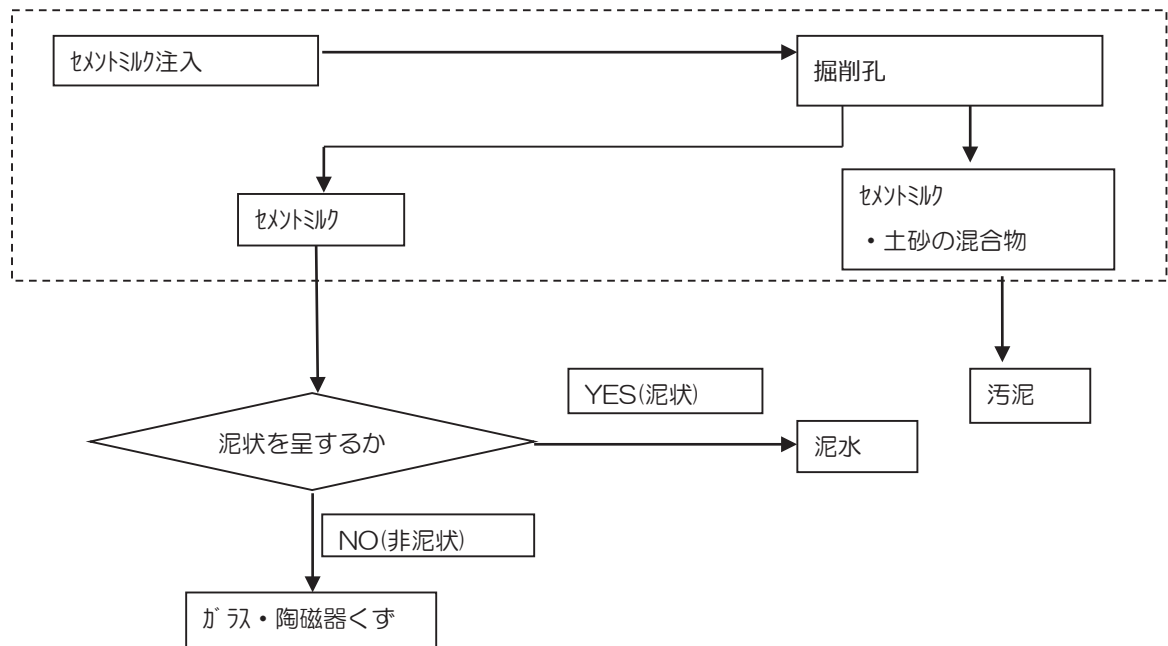 ｾﾒﾝﾄﾐﾙｸ注入
掘削孔
ｾﾒﾝﾄﾐﾙｸ
ｾﾒﾝﾄﾐﾙｸ
・土砂の混合物
YES(泥状)
汚泥
泥状を呈するか
泥水
NO(非泥状)
ｶﾞﾗｽ・陶磁器くず